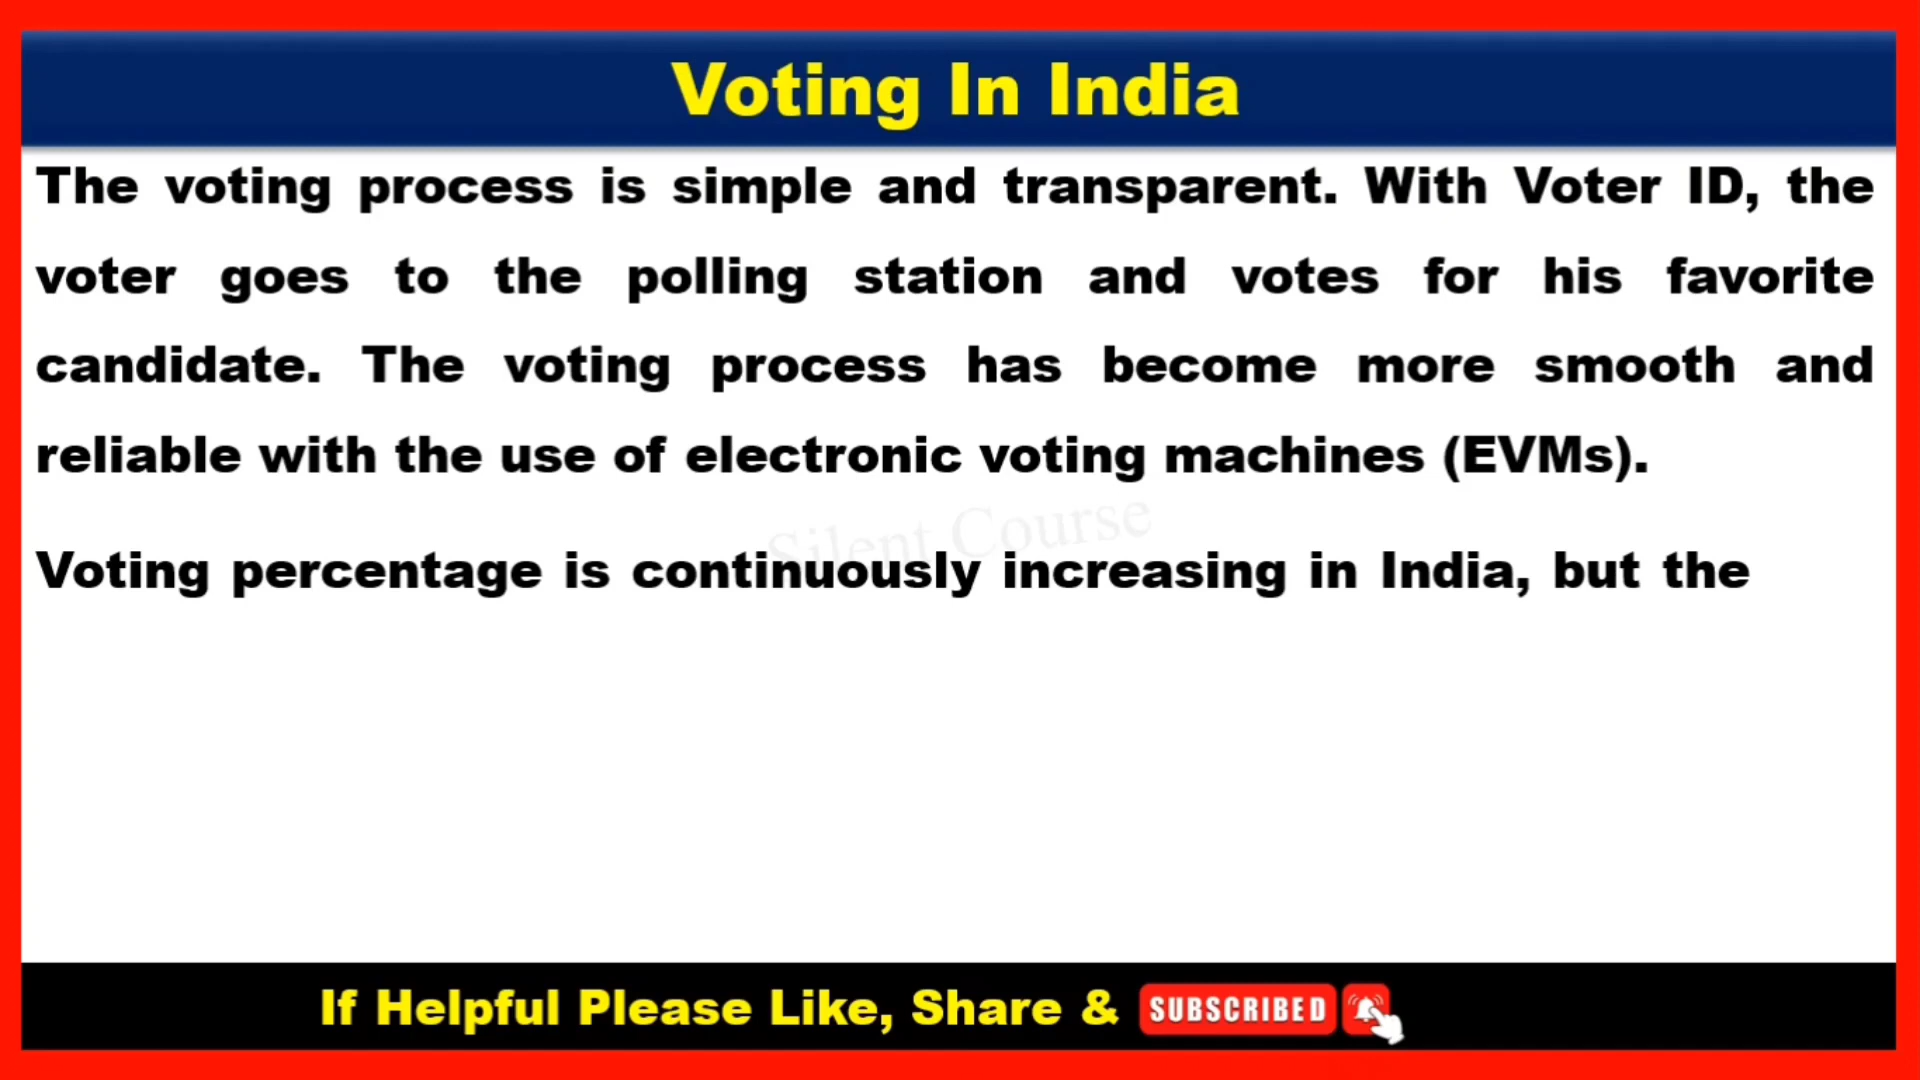 Voting In India
The voting process is simple and transparent. With Voter ID, the
voter goes to the polling station and votes for his favorite
candidate. The voting process has become more smooth and
reliable with the use of electronic voting machines (EVMs).
Silent Course
Voting percentage is continuously increasing in India, but the
If Helpful Please Like, Share & SUBSCRIBED